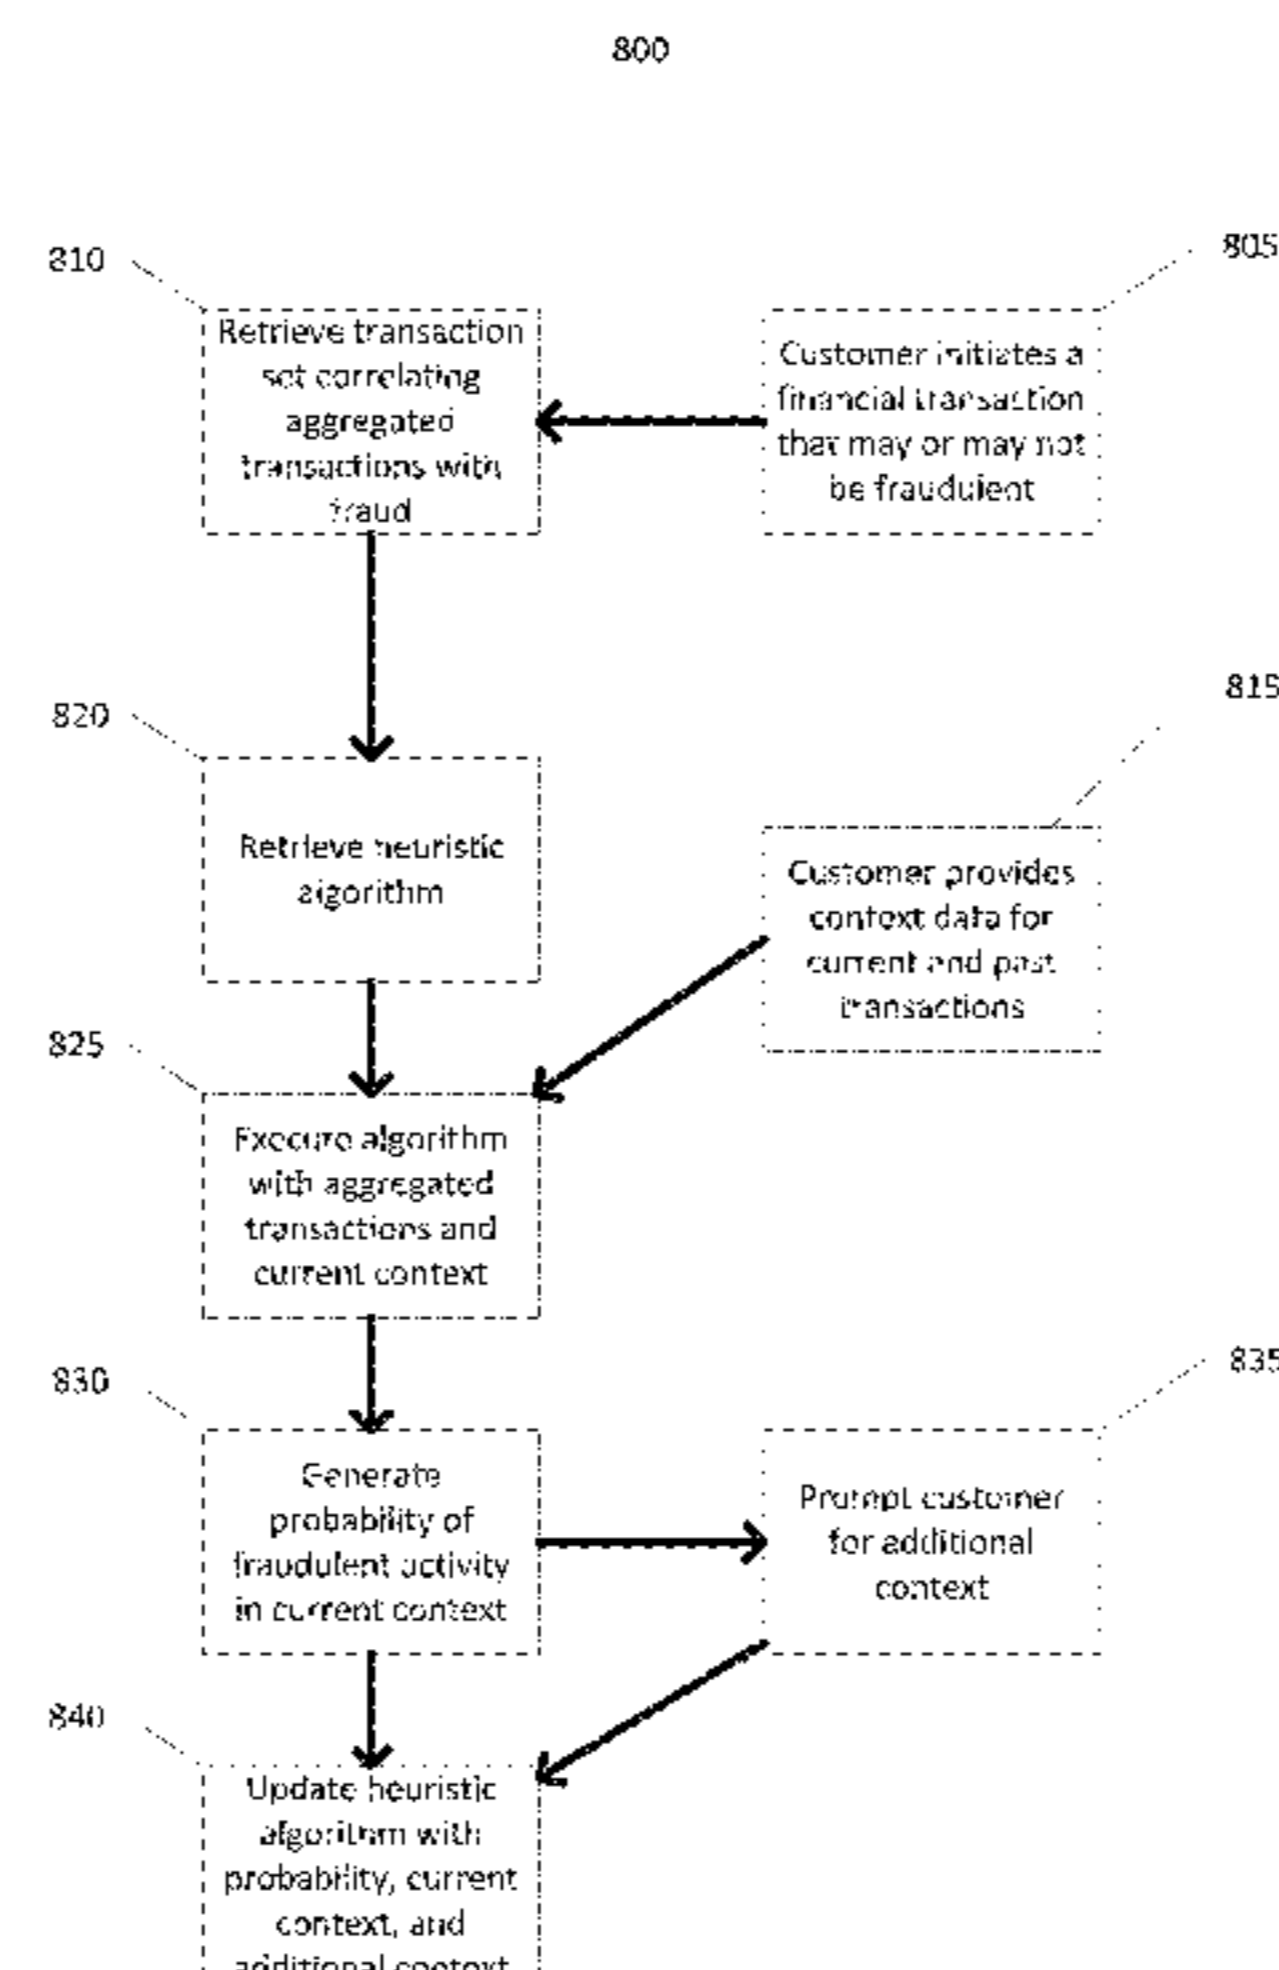 800
810
805
Retrieve transaction
set correlating
aggregated
transactions with
fraud
Customer initiates a
financial transaction
that may or may not
be fraudulent
820
815
Retrieve heuristic
algorithm
Customer provides
context data for
current and past
transactions
825
Execute algorithm
with aggregated
transactions and
current context
830
835
Generate
probability of
fraudulent activity
in current context
Prompt customer
for additional
context
840
Update heuristic
algorithm with
probability, current
context, and
additional context